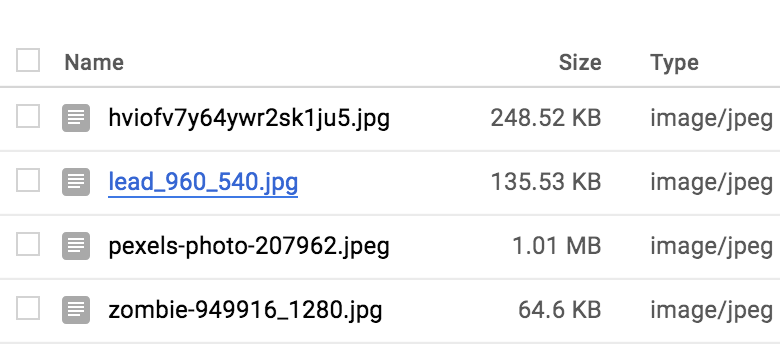 Name Size Type
hviofv7y64ywr2sk1ju5.jpg 248.52 KB image/jpeg
lead_960_540.jpg 135.53 KB image/jpeg
pexels-photo-207962.jpeg 1.01 MB image/jpeg
zombie-949916_1280.jpg 64.6 KB image/jpeg